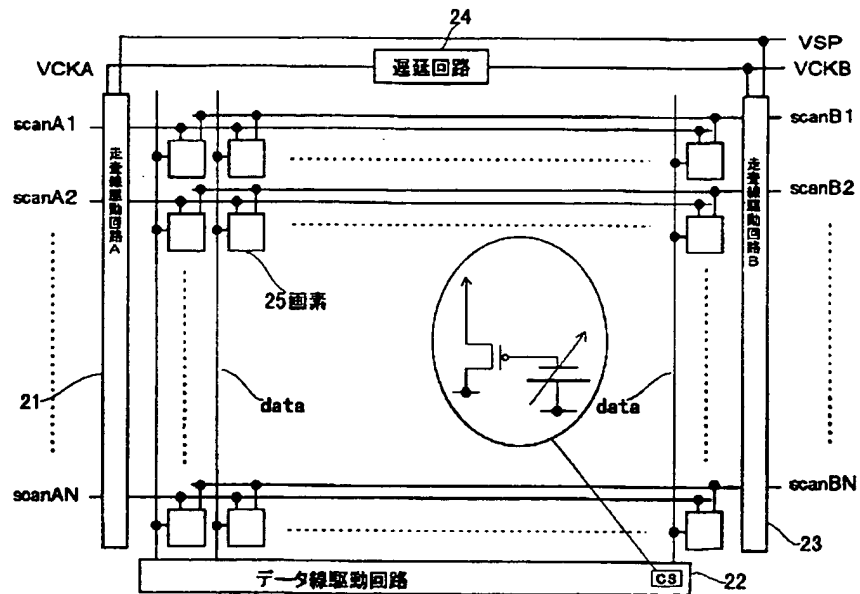 24
VSP
VCKA
遅延回路
VCKB
scanA1
scanB1
走査線駆動回路A
走査線駆動回路B
scanA2
scanB2
25画素
21
data
data
scanAN
scanBN
23
データ線駆動回路
CS
22